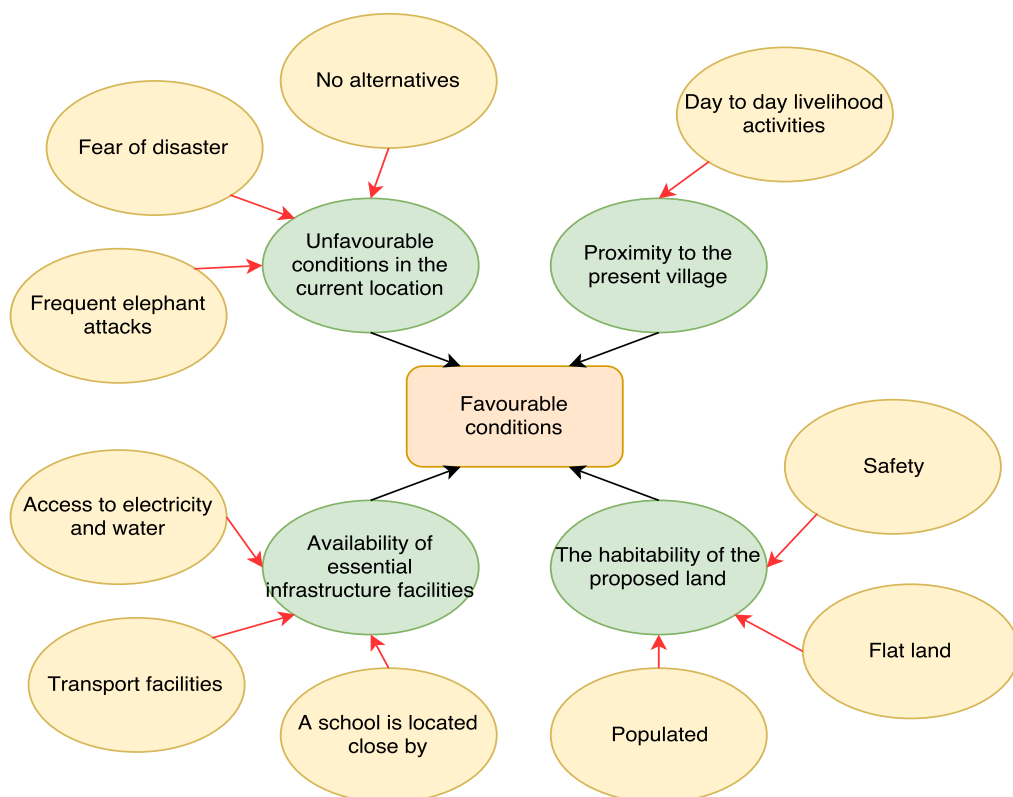 No alternatives
Day to day livelihood
activities
Fear of disaster
Unfavourable
conditions in the
current location
Proximity to the
present village
Frequent elephant
attacks
Favourable
conditions
Safety
Access to electricity
and water
Availability of
essential
infrastructure facilities
The habitability of the
proposed land
Flat land
Transport facilities
A school is located
close by
Populated